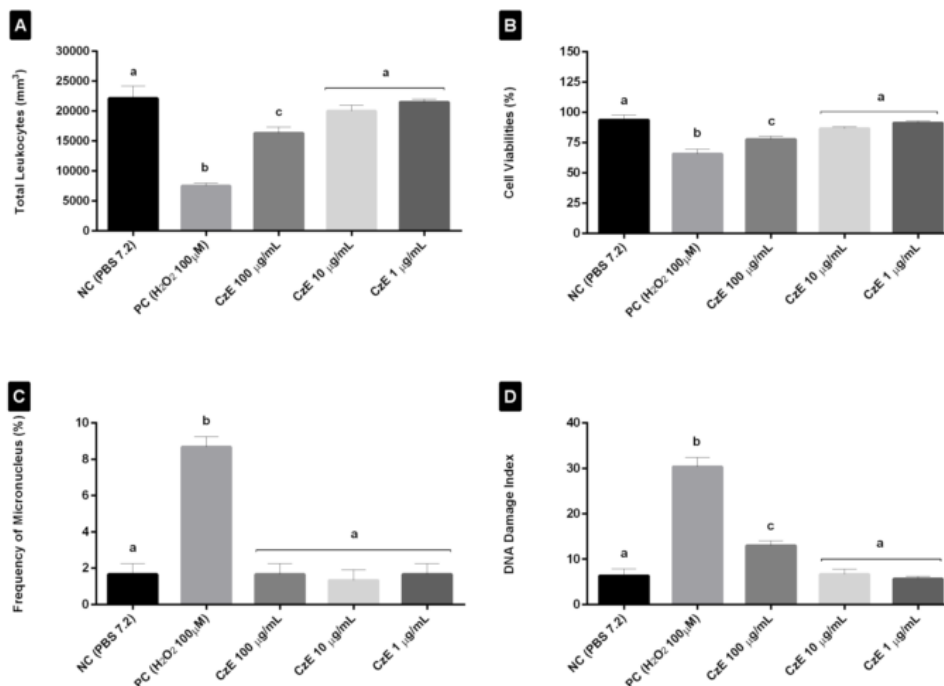 A
Total Leukocytes (mm³)
30000
25000
20000
15000
10000
5000
0
a
b
c
a
NC (PBS 7.2)
PC (H₂O₂ 100μM)
CzE 100 μg/mL
CzE 10 μg/mL
CzE 1 μg/mL
B
Cell Viabilities (%)
150
125
100
75
50
25
0
a
b
c
a
NC (PBS 7.2)
PC (H₂O₂ 100μM)
CzE 100 μg/mL
CzE 10 μg/mL
CzE 1 μg/mL
C
Frequency of Micronucleus (%)
10
8
6
4
2
0
a
b
a
NC (PBS 7.2)
PC (H₂O₂ 100μM)
CzE 100 μg/mL
CzE 10 μg/mL
CzE 1 μg/mL
D
DNA Damage Index
40
30
20
10
0
a
b
c
a
NC (PBS 7.2)
PC (H₂O₂ 100μM)
CzE 100 μg/mL
CzE 10 μg/mL
CzE 1 μg/mL